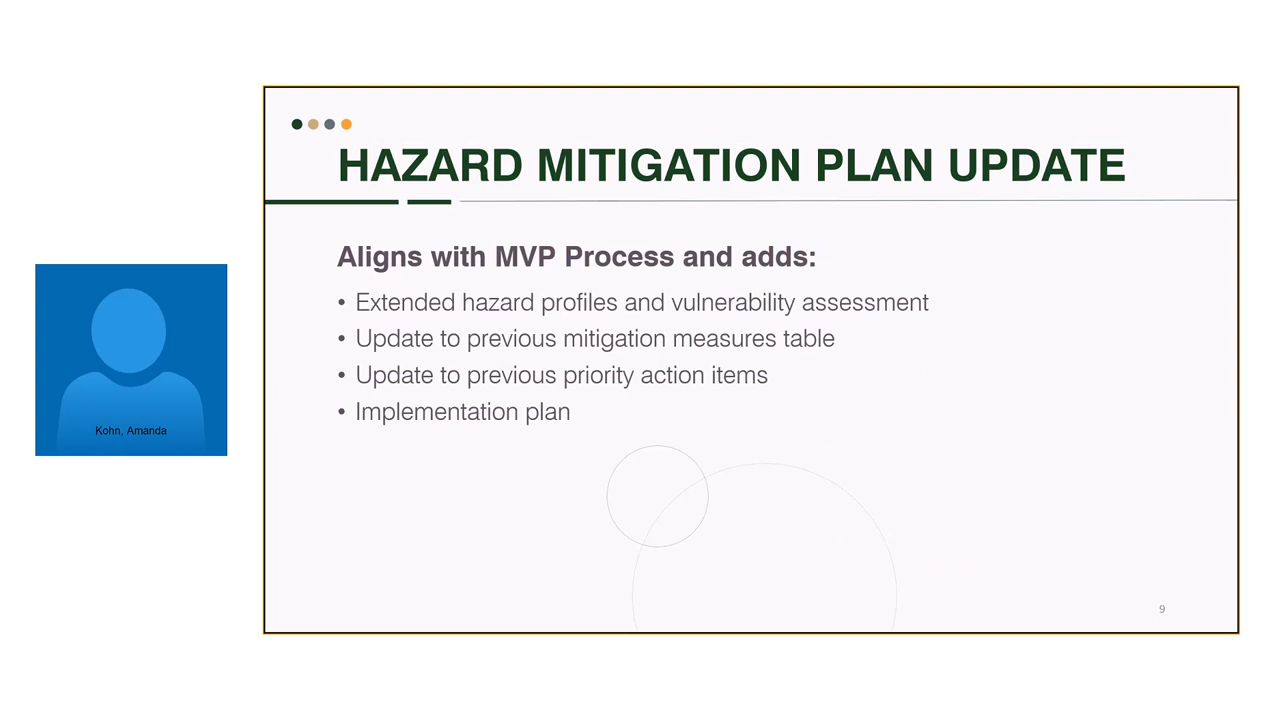 HAZARD MITIGATION PLAN UPDATE
Aligns with MVP Process and adds:
• Extended hazard profiles and vulnerability assessment
• Update to previous mitigation measures table
• Update to previous priority action items
• Implementation plan
Kohn, Amanda
9